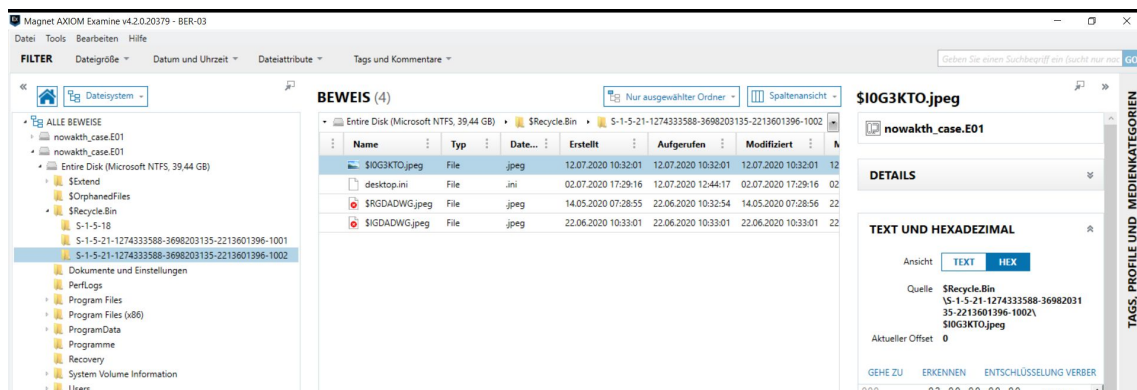 Magnet AXIOM Examine v4.2.0.20379 - BER-03
Datei Tools Bearbeiten Hilfe
FILTER Dateigröße Datum und Uhrzeit Dateiattribute Tags und Kommentare Geben Sie einen Suchbegriff ein (sucht nur nac GO
Dateisystem
ALLE BEWEISE
nowakth_case.E01
nowakth_case.E01
Entire Disk (Microsoft NTFS, 39,44 GB)
$Extend
$OrphanedFiles
$Recycle.Bin
S-1-5-18
S-1-5-21-1274333588-3698203135-2213601396-1001
S-1-5-21-1274333588-3698203135-2213601396-1002
Dokumente und Einstellungen
PerfLogs
Program Files
Program Files (x86)
ProgramData
Programme
Recovery
System Volume Information
Users
BEWEIS (4) Nur ausgewählter Ordner Spaltenansicht
Entire Disk (Microsoft NTFS, 39,44 GB) $Recycle.Bin S-1-5-21-1274333588-3698203135-2213601396-1002
Name Typ Date... Erstellt Aufgerufen Modifiziert M
$I0G3KTO.jpeg File .jpeg 12.07.2020 10:32:01 12.07.2020 10:32:01 12.07.2020 10:32:01 12
desktop.ini File .ini 02.07.2020 17:29:16 12.07.2020 12:44:17 02.07.2020 17:29:16 02
$RGDADWG.jpeg File .jpeg 14.05.2020 07:28:55 22.06.2020 10:32:54 14.05.2020 07:28:56 22
$IGDADWG.jpeg File .jpeg 22.06.2020 10:33:01 22.06.2020 10:33:01 22.06.2020 10:33:01 22
$I0G3KTO.jpeg
nowakth_case.E01
DETAILS
TEXT UND HEXADEZIMAL
Ansicht TEXT HEX
Quelle $Recycle.Bin
\S-1-5-21-1274333588-36982031
35-2213601396-1002\
$I0G3KTO.jpeg
Aktueller Offset 0
GEHE ZU ERKENNEN ENTSCHLÜSSELUNG VERBER
TAGS, PROFILE UND MEDIENKATEGORIEN